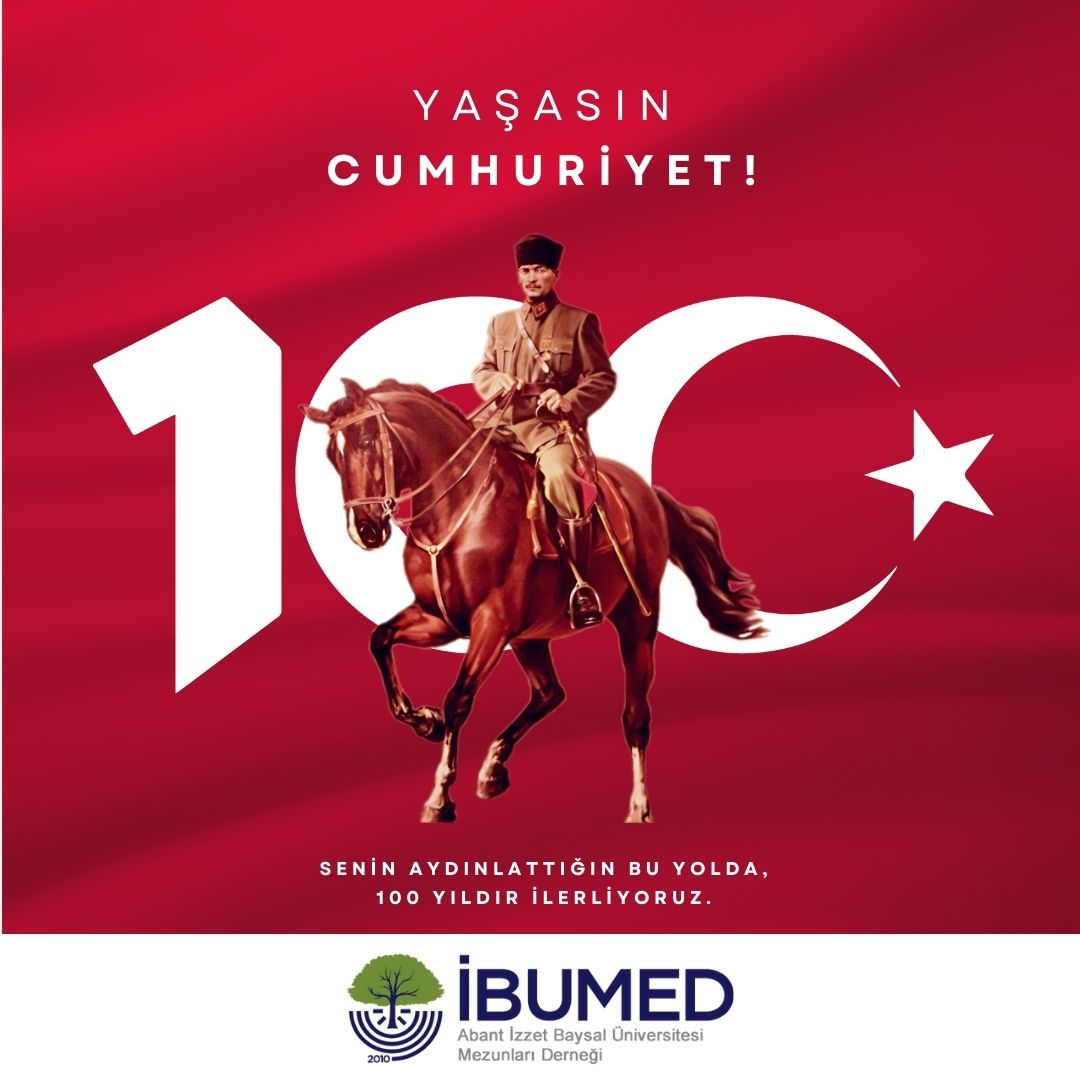 YAŞASIN
CUMHURİYET!
100
SENİN AYDINLATTIĞIN BU YOLDA,
100 YILDIR İLERLİYORUZ.
İBUMED
Abant İzzet Baysal Üniversitesi
Mezunları Derneği
2010